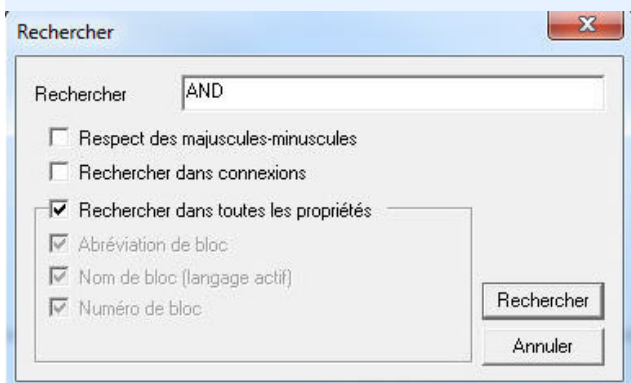 Rechercher
Rechercher AND
Respect des majuscules-minuscules
Rechercher dans connexions
Rechercher dans toutes les propriétés
Abréviation de bloc
Nom de bloc (langage actif)
Numéro de bloc
Rechercher
Annuler